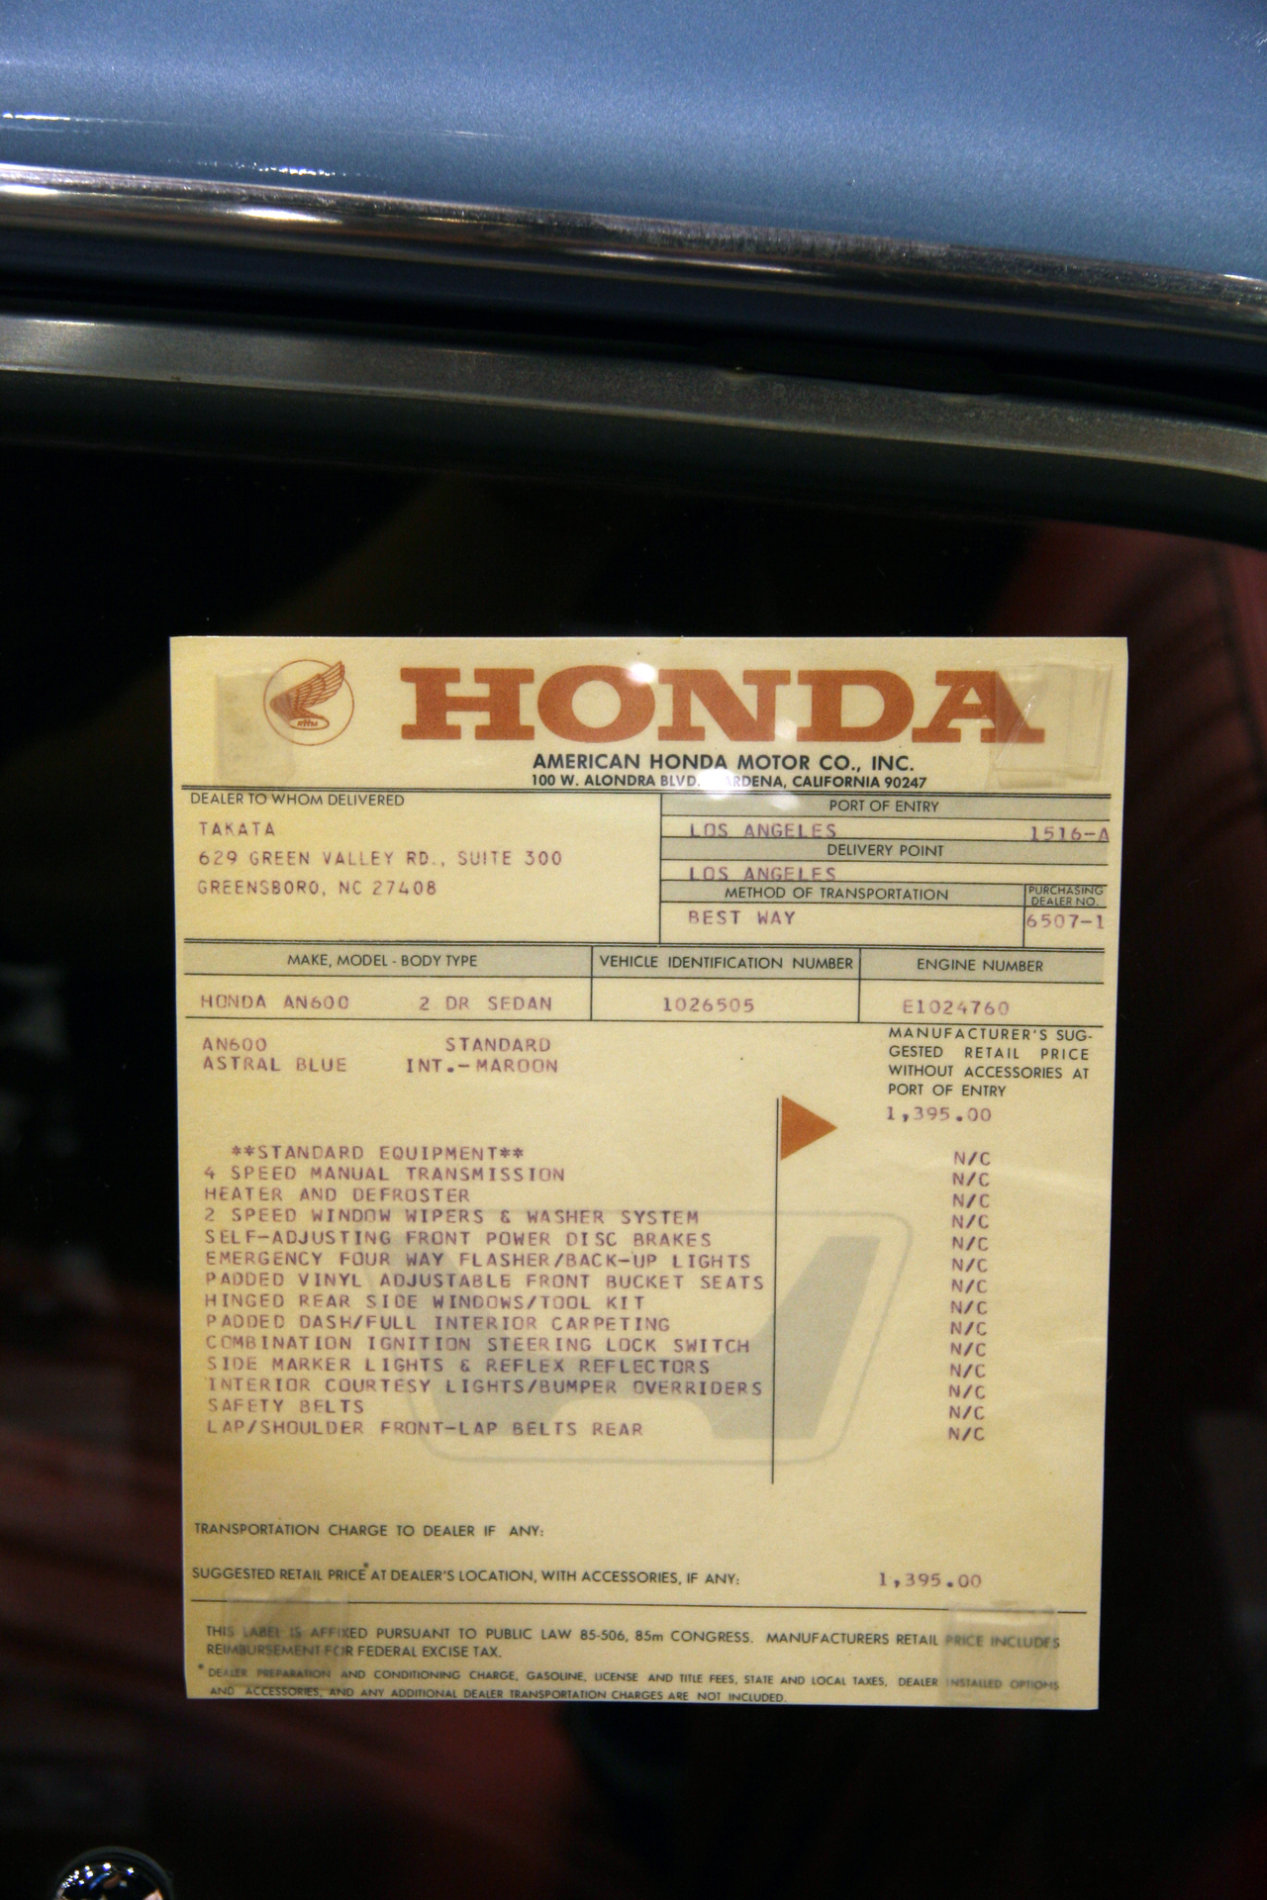 HONDA
AMERICAN HONDA MOTOR CO., INC.
100 W. ALONDRA BLVD. CALIFORNIA 90247
DEALER TO WHOM DELIVERED
TAKATA
629 GREEN VALLEY RD., SUITE 300
GREENSBORO, NC 27408
PORT OF ENTRY
LOS ANGELES 1516-A
DELIVERY POINT
LOS ANGELES
METHOD OF TRANSPORTATION
BEST WAY
PURCHASING
DEALER NO.
6507-1
MAKE, MODEL - BODY TYPE VEHICLE IDENTIFICATION NUMBER ENGINE NUMBER
HONDA AN600 2 DR SEDAN 1026505 E1024760
AN600 STANDARD
ASTRAL BLUE INT.-MAROON
MANUFACTURER'S SUG-
GESTED RETAIL PRICE
WITHOUT ACCESSORIES AT
PORT OF ENTRY
1,395.00
**STANDARD EQUIPMENT** N/C
4 SPEED MANUAL TRANSMISSION N/C
HEATER AND DEFROSTER N/C
2 SPEED WINDOW WIPERS & WASHER SYSTEM N/C
SELF-ADJUSTING FRONT POWER DISC BRAKES N/C
EMERGENCY FOUR WAY FLASHER/BACK-UP LIGHTS N/C
PADDED VINYL ADJUSTABLE FRONT BUCKET SEATS N/C
HINGED REAR SIDE WINDOWS/TOOL KIT N/C
PADDED DASH/FULL INTERIOR CARPETING N/C
COMBINATION IGNITION STEERING LOCK SWITCH N/C
SIDE MARKER LIGHTS & REFLEX REFLECTORS N/C
INTERIOR COURTESY LIGHTS/BUMPER OVERRIDERS N/C
SAFETY BELTS N/C
LAP/SHOULDER FRONT-LAP BELTS REAR N/C
TRANSPORTATION CHARGE TO DEALER IF ANY:
SUGGESTED RETAIL PRICE* AT DEALER'S LOCATION, WITH ACCESSORIES, IF ANY: 1,395.00
THIS LABEL IS AFFIXED PURSUANT TO PUBLIC LAW 85-506, 85m CONGRESS. MANUFACTURERS RETAIL PRICE INCLUDES
REIMBURSEMENT FOR FEDERAL EXCISE TAX.
* DEALER PREPARATION AND CONDITIONING CHARGE, GASOLINE, LICENSE AND TITLE FEES, STATE AND LOCAL TAXES, DEALER INSTALLED OPTIONS
AND ACCESSORIES, AND ANY ADDITIONAL DEALER TRANSPORTATION CHARGES ARE NOT INCLUDED.